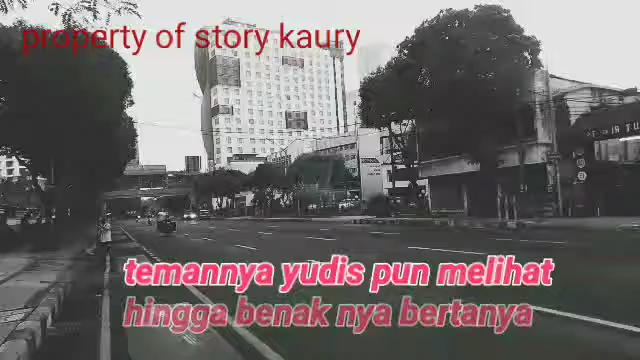 property of story kaury
temannya yudis pun melihat
hingga benak nya bertanya